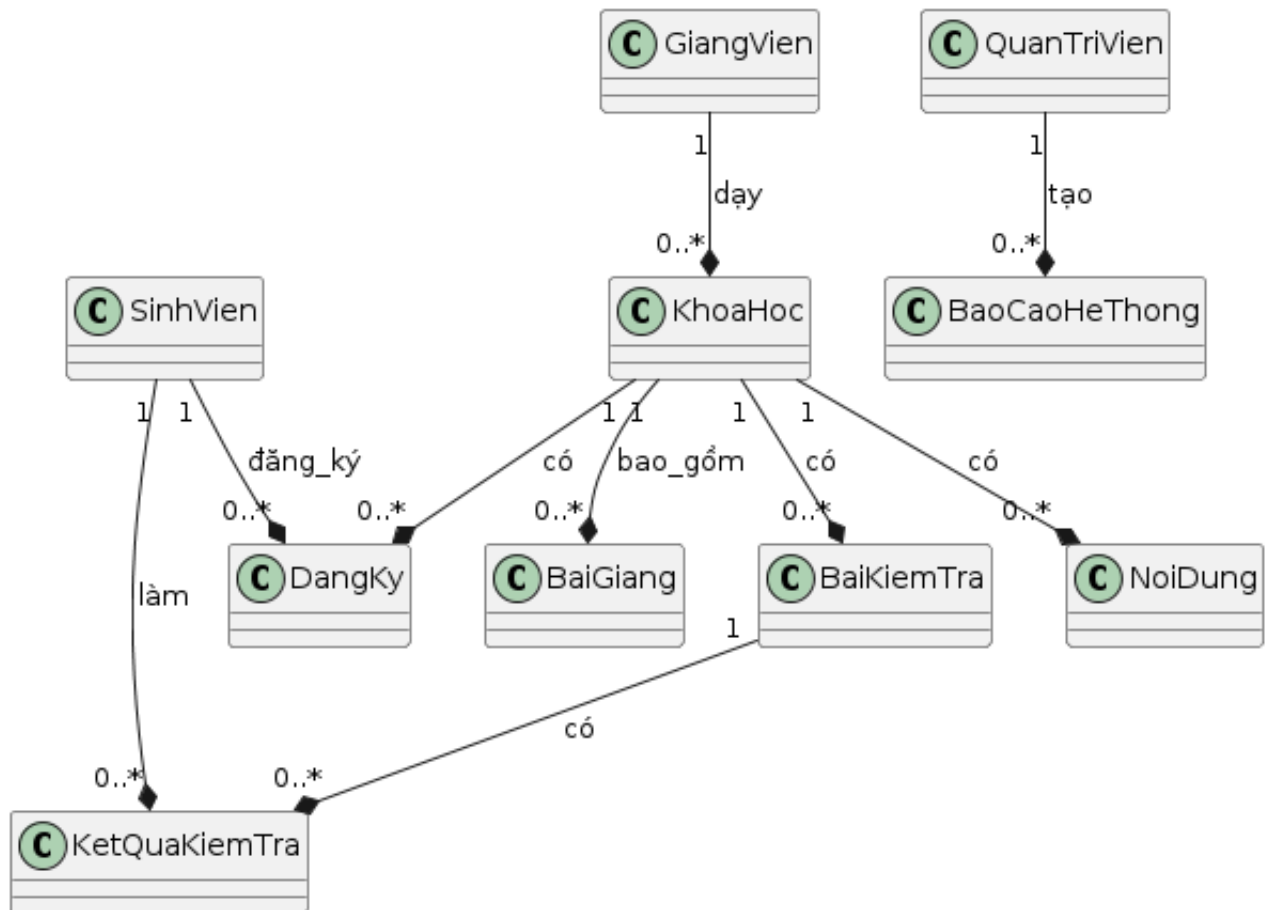 C GiangVien
C QuanTriVien
1
1
dạy
tạo
0..*
0..*
C SinhVien
C KhoaHoc
C BaoCaoHeThong
1
1
1
1
1
1
đăng_ký
có
bao_gồm
có
có
0..*
0..*
0..*
0..*
0..*
C DangKy
C BaiGiang
C BaiKiemTra
C NoiDung
làm
1
có
0..*
0..*
C KetQuaKiemTra